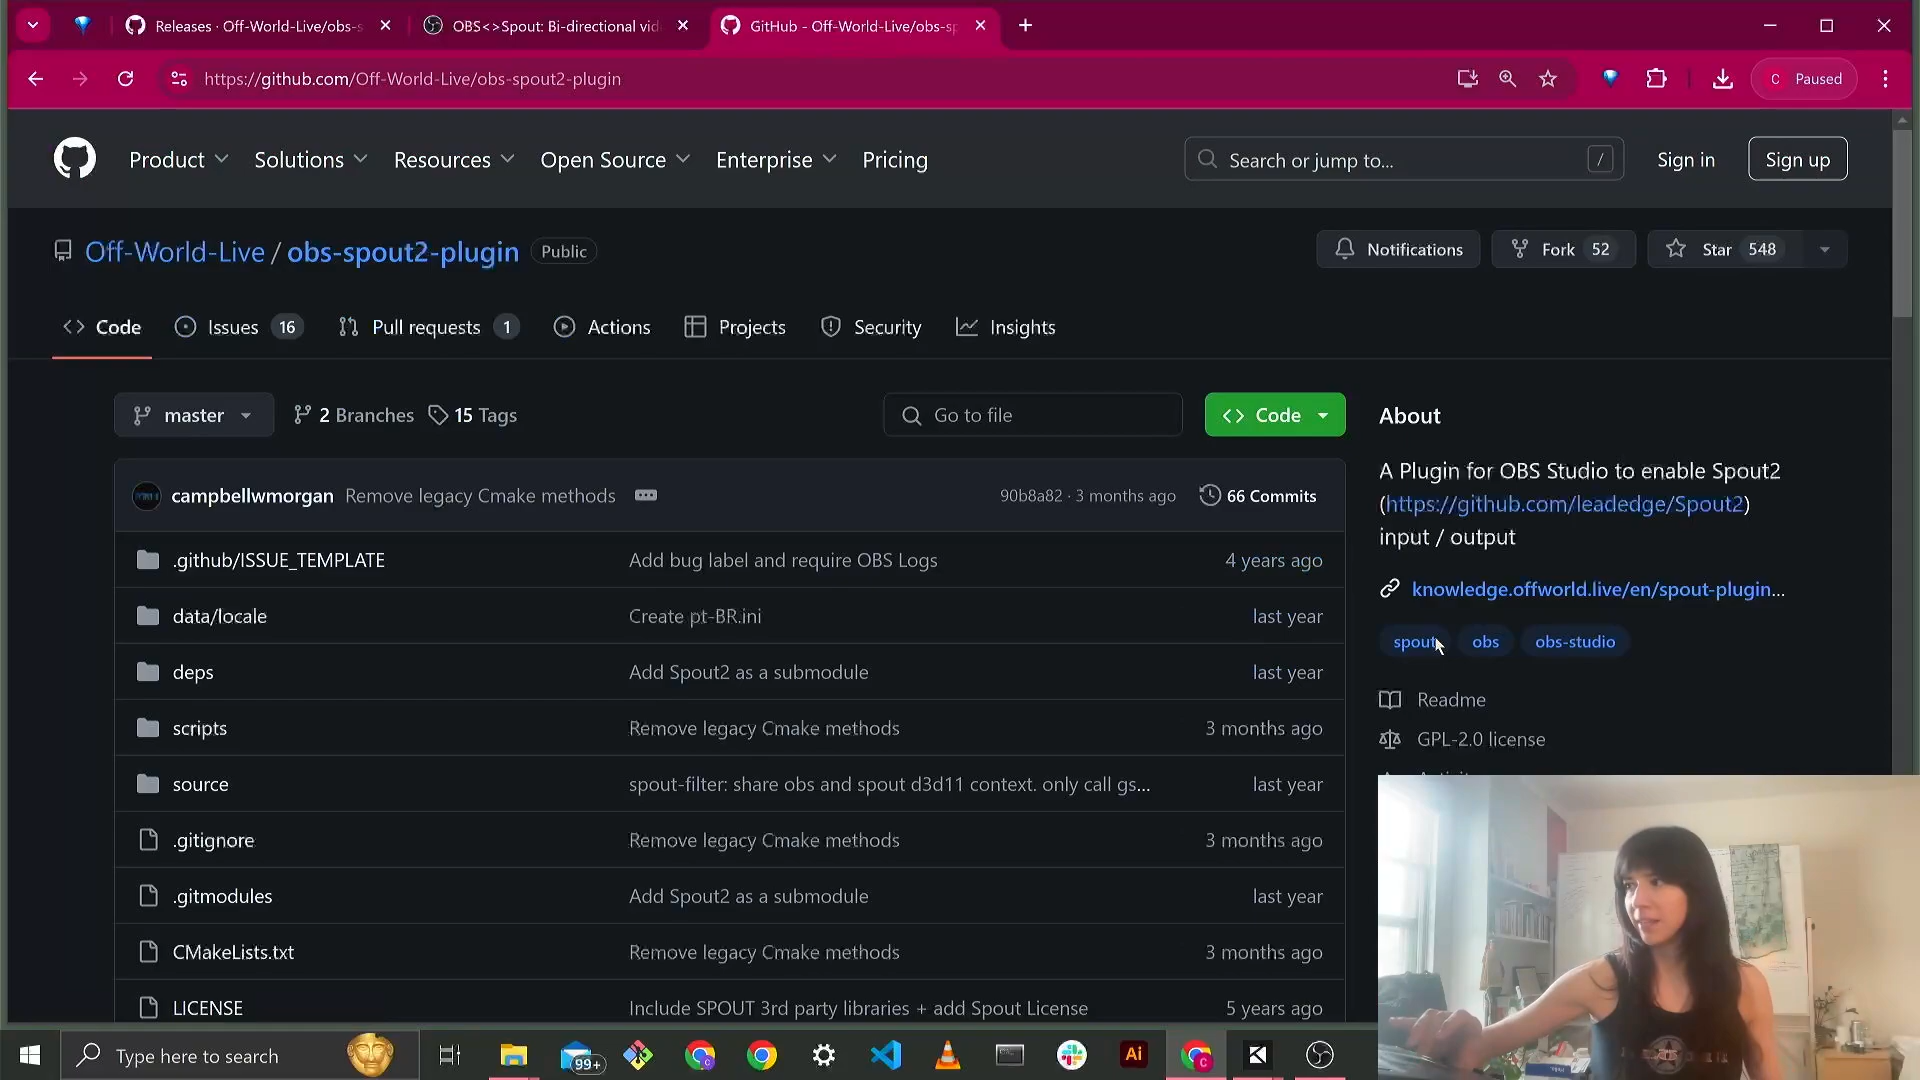 Releases · Off-World-Live/obs-s
OBS<>Spout: Bi-directional vid
GitHub - Off-World-Live/obs-sp
https://github.com/Off-World-Live/obs-spout2-plugin
C Paused
Product
Solutions
Resources
Open Source
Enterprise
Pricing
Search or jump to...
/
Sign in
Sign up
Off-World-Live / obs-spout2-plugin Public
Notifications
Fork 52
Star 548
Code
Issues 16
Pull requests 1
Actions
Projects
Security
Insights
master
2 Branches
15 Tags
Go to file
Code
About
A Plugin for OBS Studio to enable Spout2
(https://github.com/leadedge/Spout2)
input / output
knowledge.offworld.live/en/spout-plugin...
spout
obs
obs-studio
Readme
GPL-2.0 license
campbellwmorgan Remove legacy Cmake methods
90b8a82 · 3 months ago
66 Commits
.github/ISSUE_TEMPLATE Add bug label and require OBS Logs 4 years ago
data/locale Create pt-BR.ini last year
deps Add Spout2 as a submodule last year
scripts Remove legacy Cmake methods 3 months ago
source spout-filter: share obs and spout d3d11 context. only call gs... last year
.gitignore Remove legacy Cmake methods 3 months ago
.gitmodules Add Spout2 as a submodule last year
CMakeLists.txt Remove legacy Cmake methods 3 months ago
LICENSE Include SPOUT 3rd party libraries + add Spout License 5 years ago
Type here to search
99+
Ai